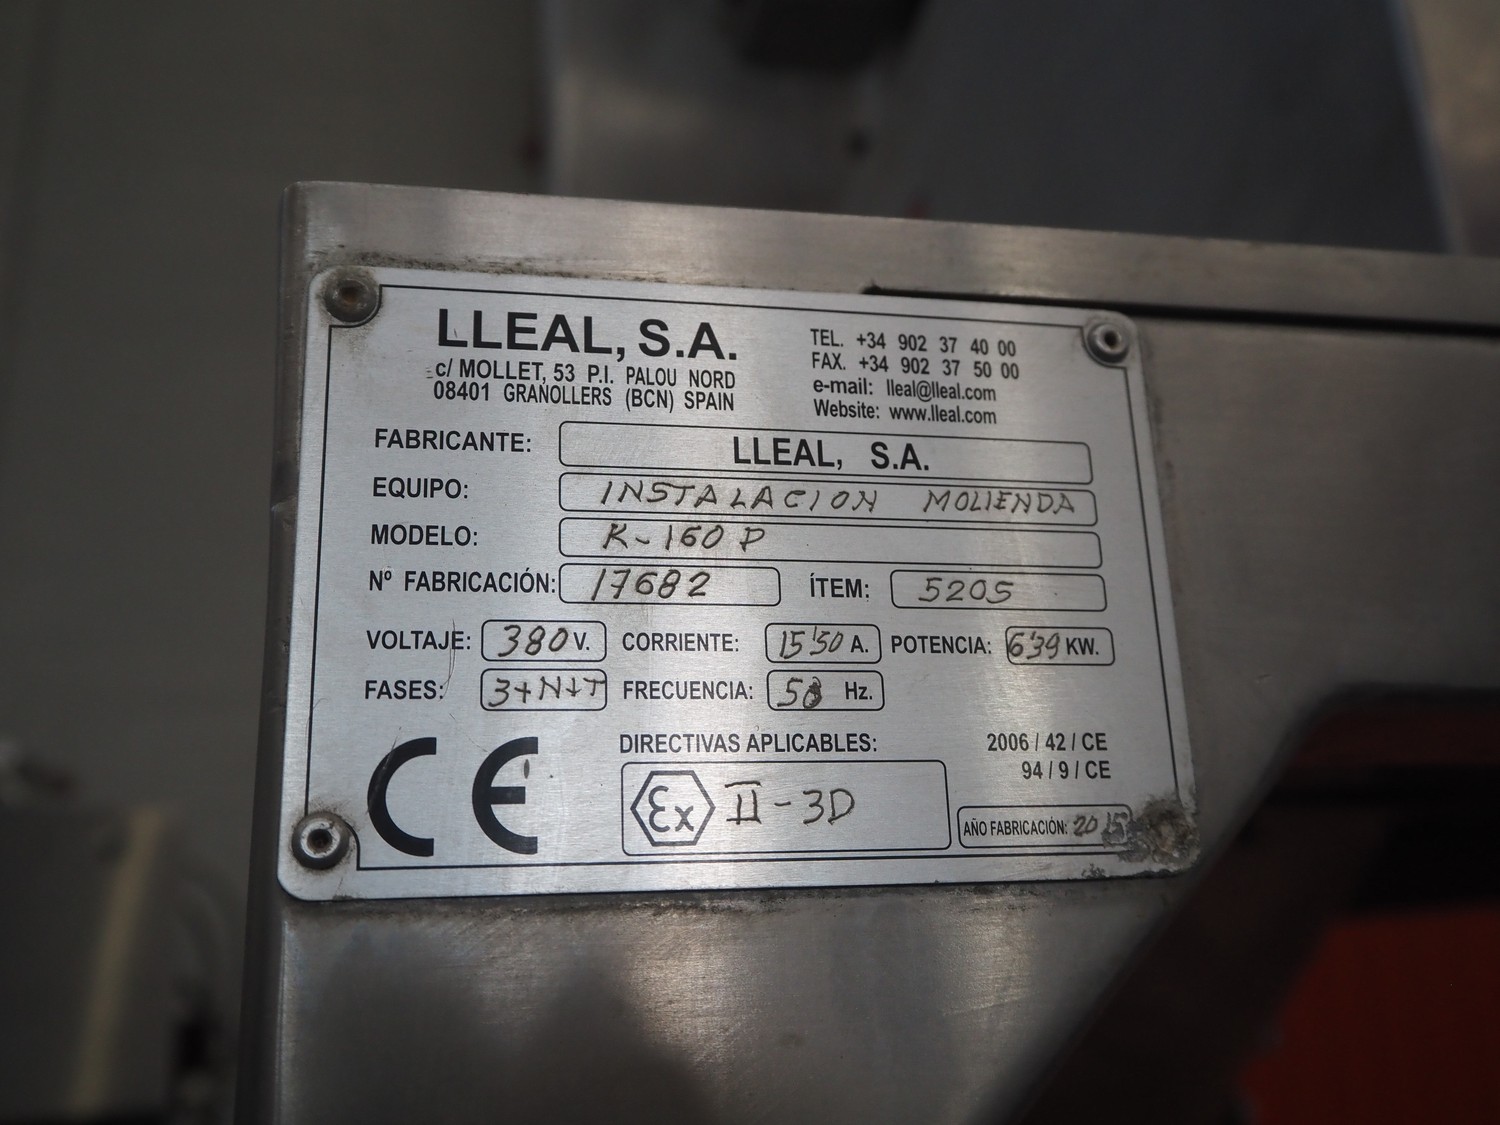 LLEAL, S.A.
c/ MOLLET, 53 P.I. PALOU NORD
08401 GRANOLLERS (BCN) SPAIN
TEL. +34 902 37 40 00
FAX. +34 902 37 50 00
e-mail: lleal@lleal.com
Website: www.lleal.com
FABRICANTE: LLEAL, S.A.
EQUIPO: INSTALACION MOLIENDA
MODELO: K-160 P
Nº FABRICACIÓN: 17682 ÍTEM: 5205
VOLTAJE: 380 V. CORRIENTE: 15'50 A. POTENCIA: 6'39 KW.
FASES: 3+N+T FRECUENCIA: 50 Hz.
CE
DIRECTIVAS APLICABLES: 2006 / 42 / CE
94 / 9 / CE
Ex II-3D
AÑO FABRICACIÓN: 2015